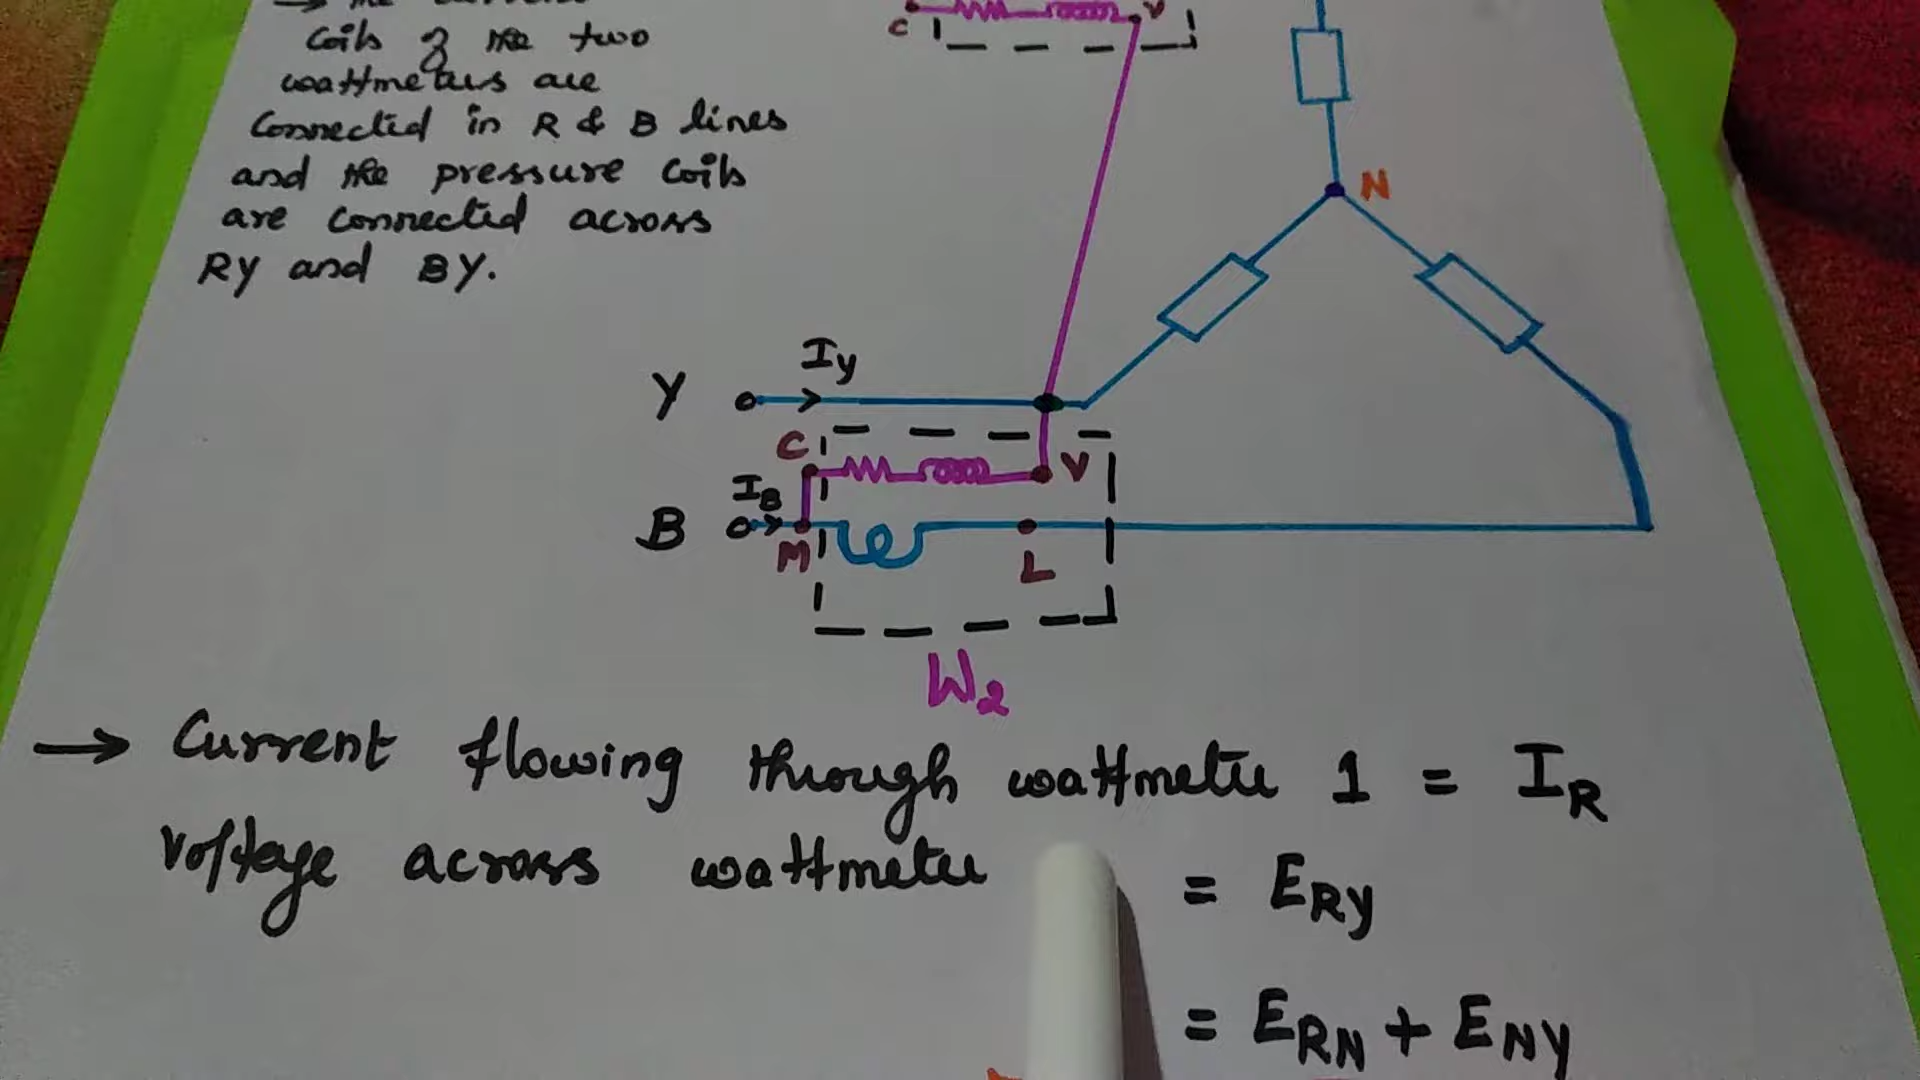 coils of the two
wattmeters are
connected in R & B lines
and the pressure coils
are connected across
RY and BY.
C
V
N
IY
Y
C
V
IB
B
M
L
W2
→ Current flowing through wattmeter 1 = IR
voltage across wattmeter = ERY
= ERN + ENY